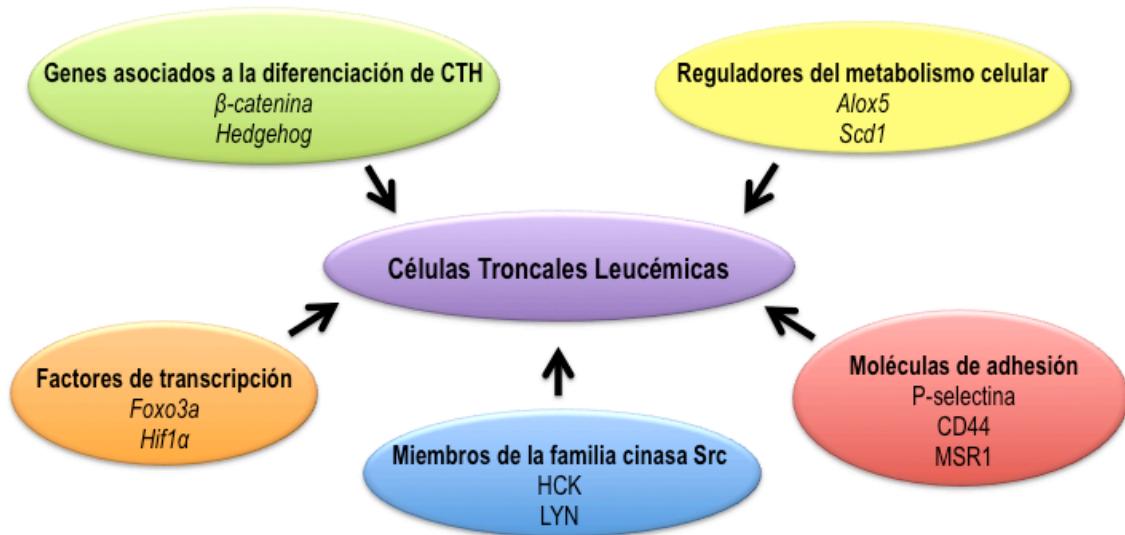 Genes asociados a la diferenciación de CTH
β-catenina
Hedgehog
Reguladores del metabolismo celular
Alox5
Scd1
Células Troncales Leucémicas
Factores de transcripción
Foxo3a
Hif1α
Miembros de la familia cinasa Src
HCK
LYN
Moléculas de adhesión
P-selectina
CD44
MSR1